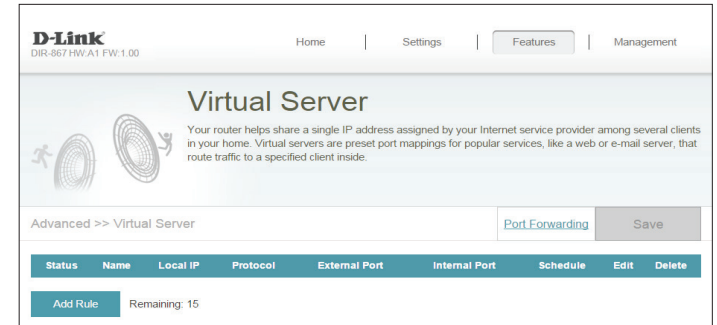 D-Link
DIR-867 HW:A1 FW:1.00
Home | Settings | Features | Management
Virtual Server
Your router helps share a single IP address assigned by your Internet service provider among several clients
in your home. Virtual servers are preset port mappings for popular services, like a web or e-mail server, that
route traffic to a specified client inside.
Advanced >> Virtual Server Port Forwarding Save
Status Name Local IP Protocol External Port Internal Port Schedule Edit Delete
Add Rule Remaining: 15